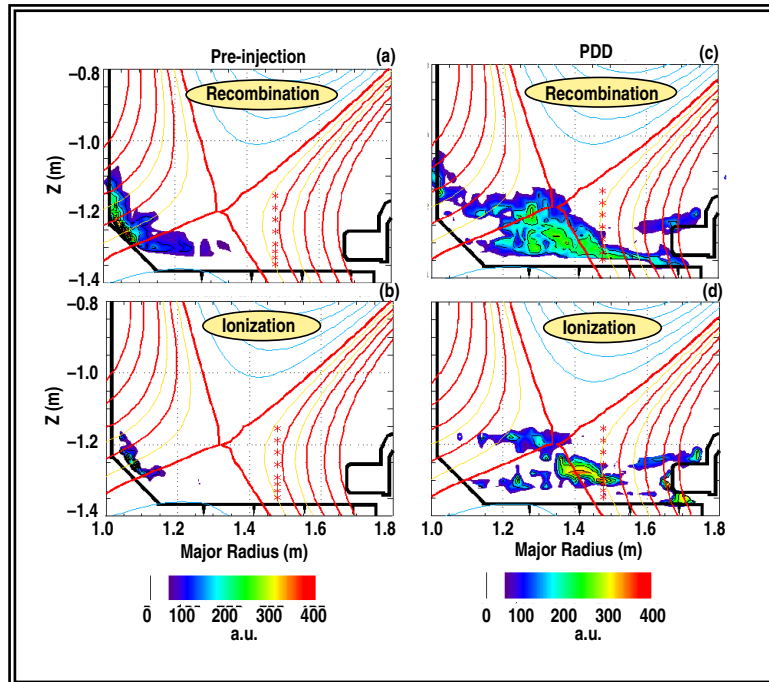 Pre-injection (a)
Recombination
−0.8
−1.0
−1.2
−1.4
Z (m)
PDD (c)
Recombination
(b)
Ionization
−0.8
−1.0
−1.2
−1.4
Z (m)
1.0 1.2 1.4 1.6 1.8
Major Radius (m)
(d)
Ionization
1.0 1.2 1.4 1.6 1.8
Major Radius (m)
0 100 200 300 400
a.u.
0 100 200 300 400
a.u.